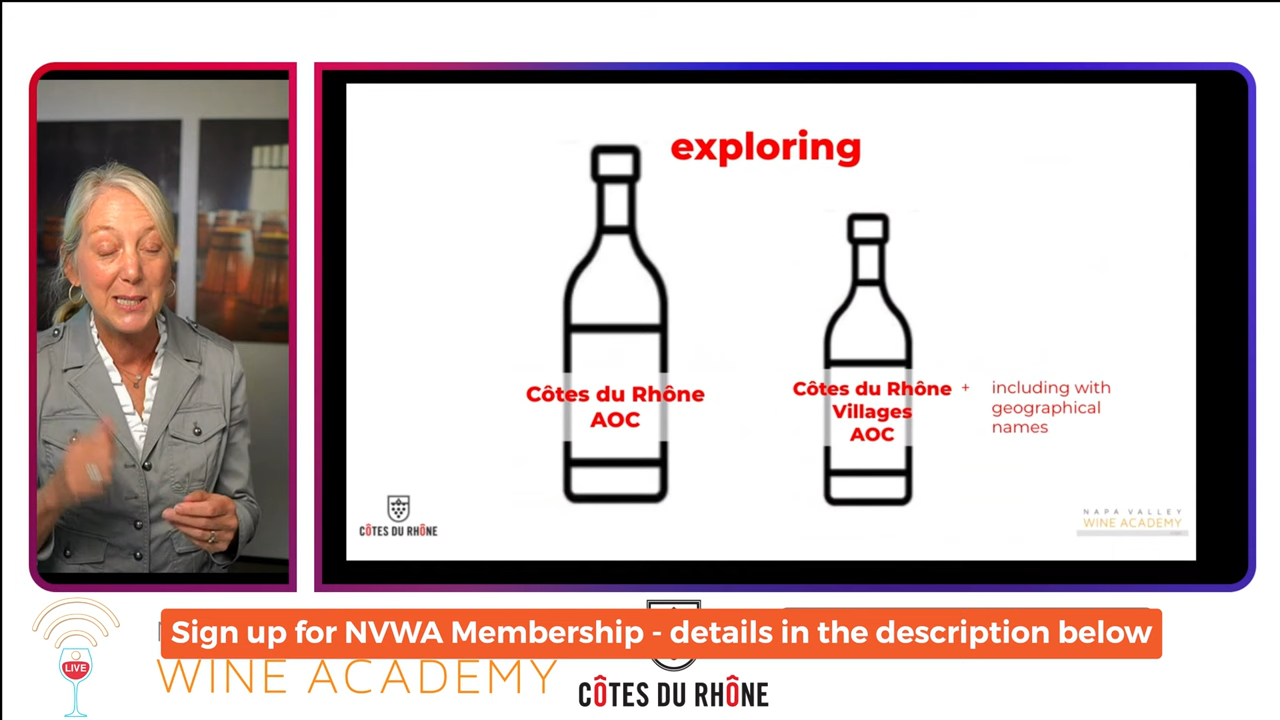 exploring
Côtes du Rhône
AOC
Côtes du Rhône
Villages
AOC
+
including with
geographical
names
CÔTES DU RHÔNE
NAPA VALLEY
WINE ACADEMY
Sign up for NVWA Membership - details in the description below
LIVE
WINE ACADEMY
CÔTES DU RHÔNE